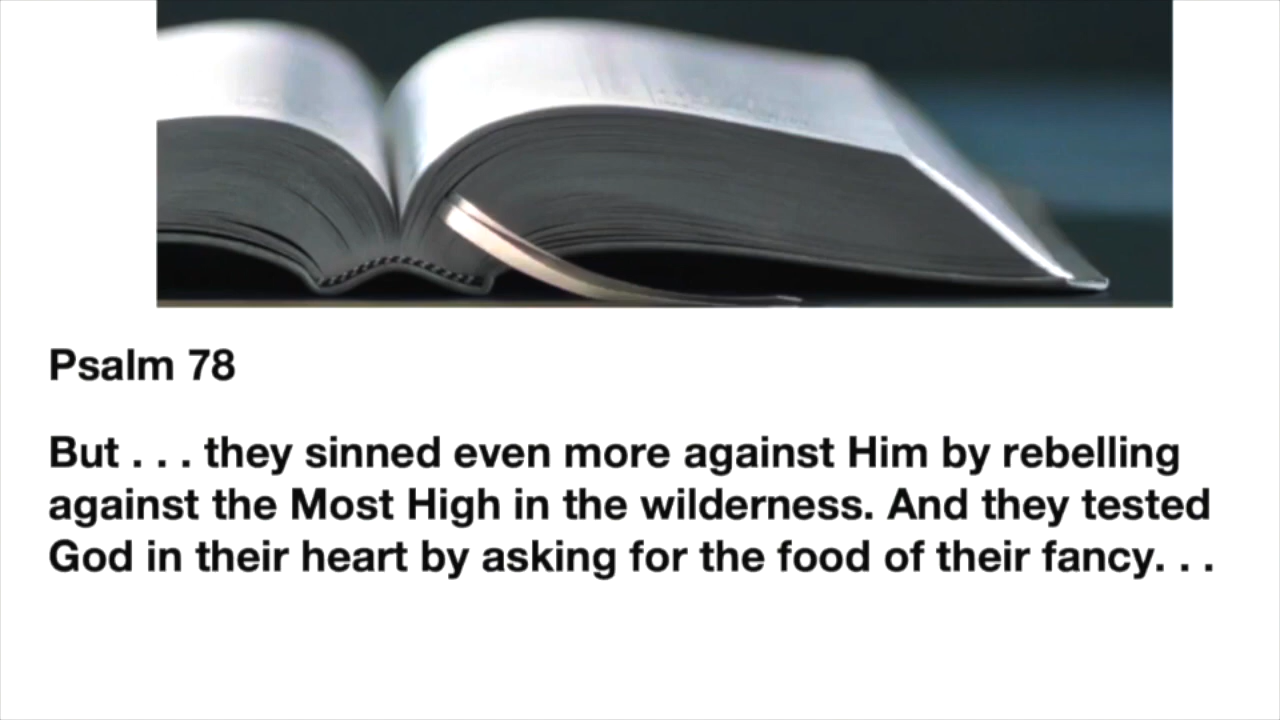 Psalm 78
But . . . they sinned even more against Him by rebelling
against the Most High in the wilderness. And they tested
God in their heart by asking for the food of their fancy. . .